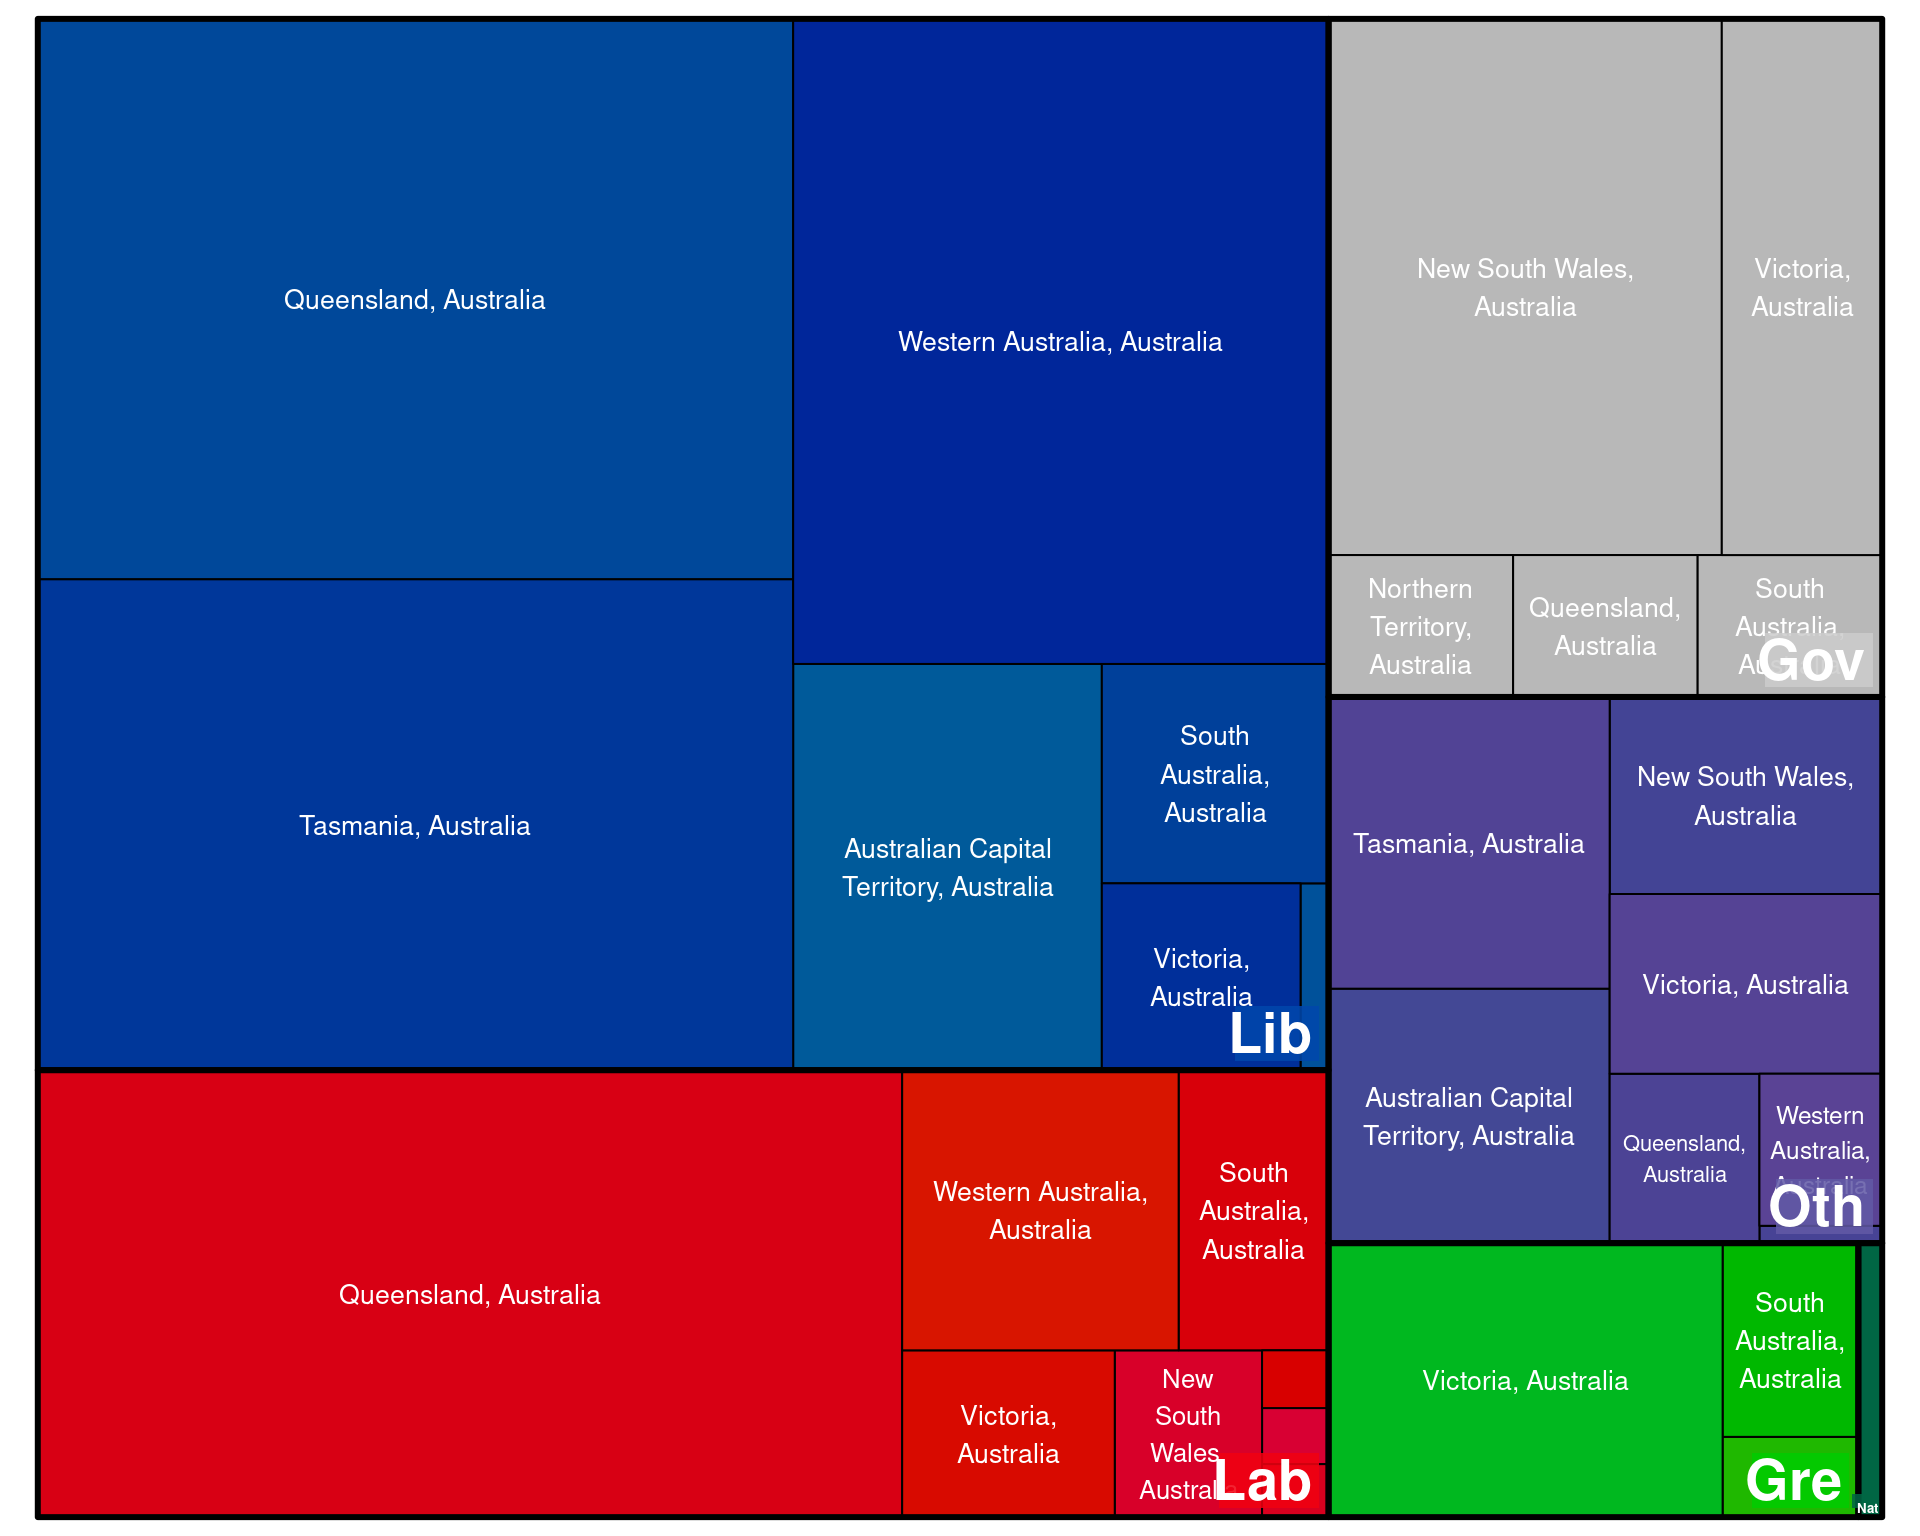 Queensland, Australia
Western Australia, Australia
Tasmania, Australia
Australian Capital
Territory, Australia
South
Australia,
Australia
Victoria,
Australia
Lib
Queensland, Australia
Western Australia,
Australia
South
Australia,
Australia
Victoria,
Australia
New
South
Wales,
Australia
Lab
New South Wales,
Australia
Victoria,
Australia
Northern
Territory,
Australia
Queensland,
Australia
South
Australia,
Australia
Gov
Tasmania, Australia
New South Wales,
Australia
Victoria, Australia
Australian Capital
Territory, Australia
Queensland,
Australia
Western
Australia,
Australia
Oth
Victoria, Australia
South
Australia,
Australia
Gre
Nat